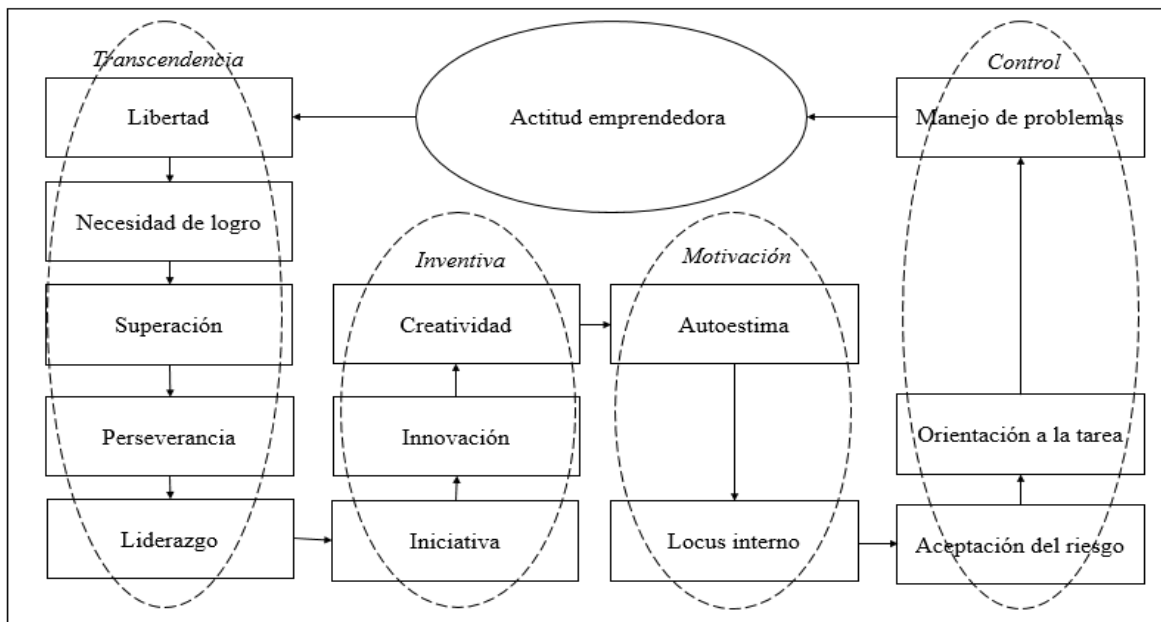 Transcendencia
Libertad
Necesidad de logro
Superación
Perseverancia
Liderazgo
Actitud emprendedora
Inventiva
Creatividad
Innovación
Iniciativa
Motivación
Autoestima
Locus interno
Control
Manejo de problemas
Orientación a la tarea
Aceptación del riesgo